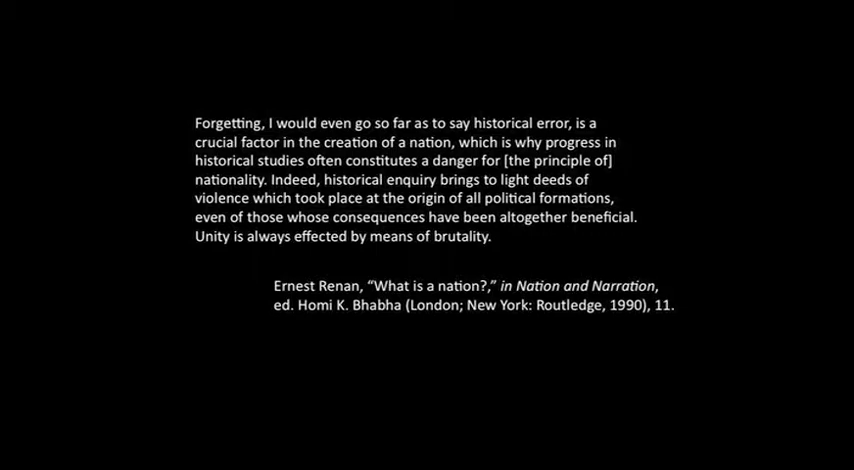 Forgetting, I would even go so far as to say historical error, is a
crucial factor in the creation of a nation, which is why progress in
historical studies often constitutes a danger for [the principle of]
nationality. Indeed, historical enquiry brings to light deeds of
violence which took place at the origin of all political formations,
even of those whose consequences have been altogether beneficial.
Unity is always effected by means of brutality.
Ernest Renan, “What is a nation?,” in Nation and Narration,
ed. Homi K. Bhabha (London; New York: Routledge, 1990), 11.